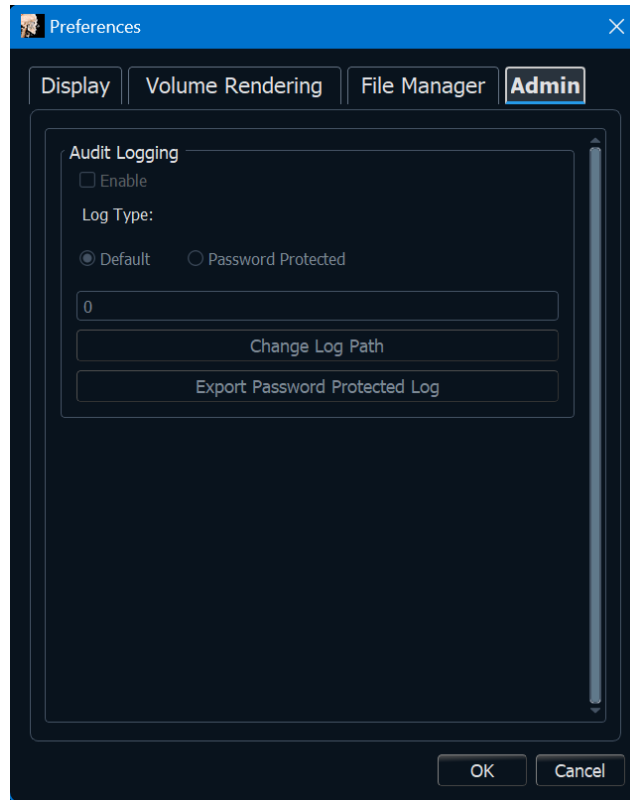 Preferences
Display Volume Rendering File Manager Admin
Audit Logging
Enable
Log Type:
Default Password Protected
0
Change Log Path
Export Password Protected Log
OK Cancel